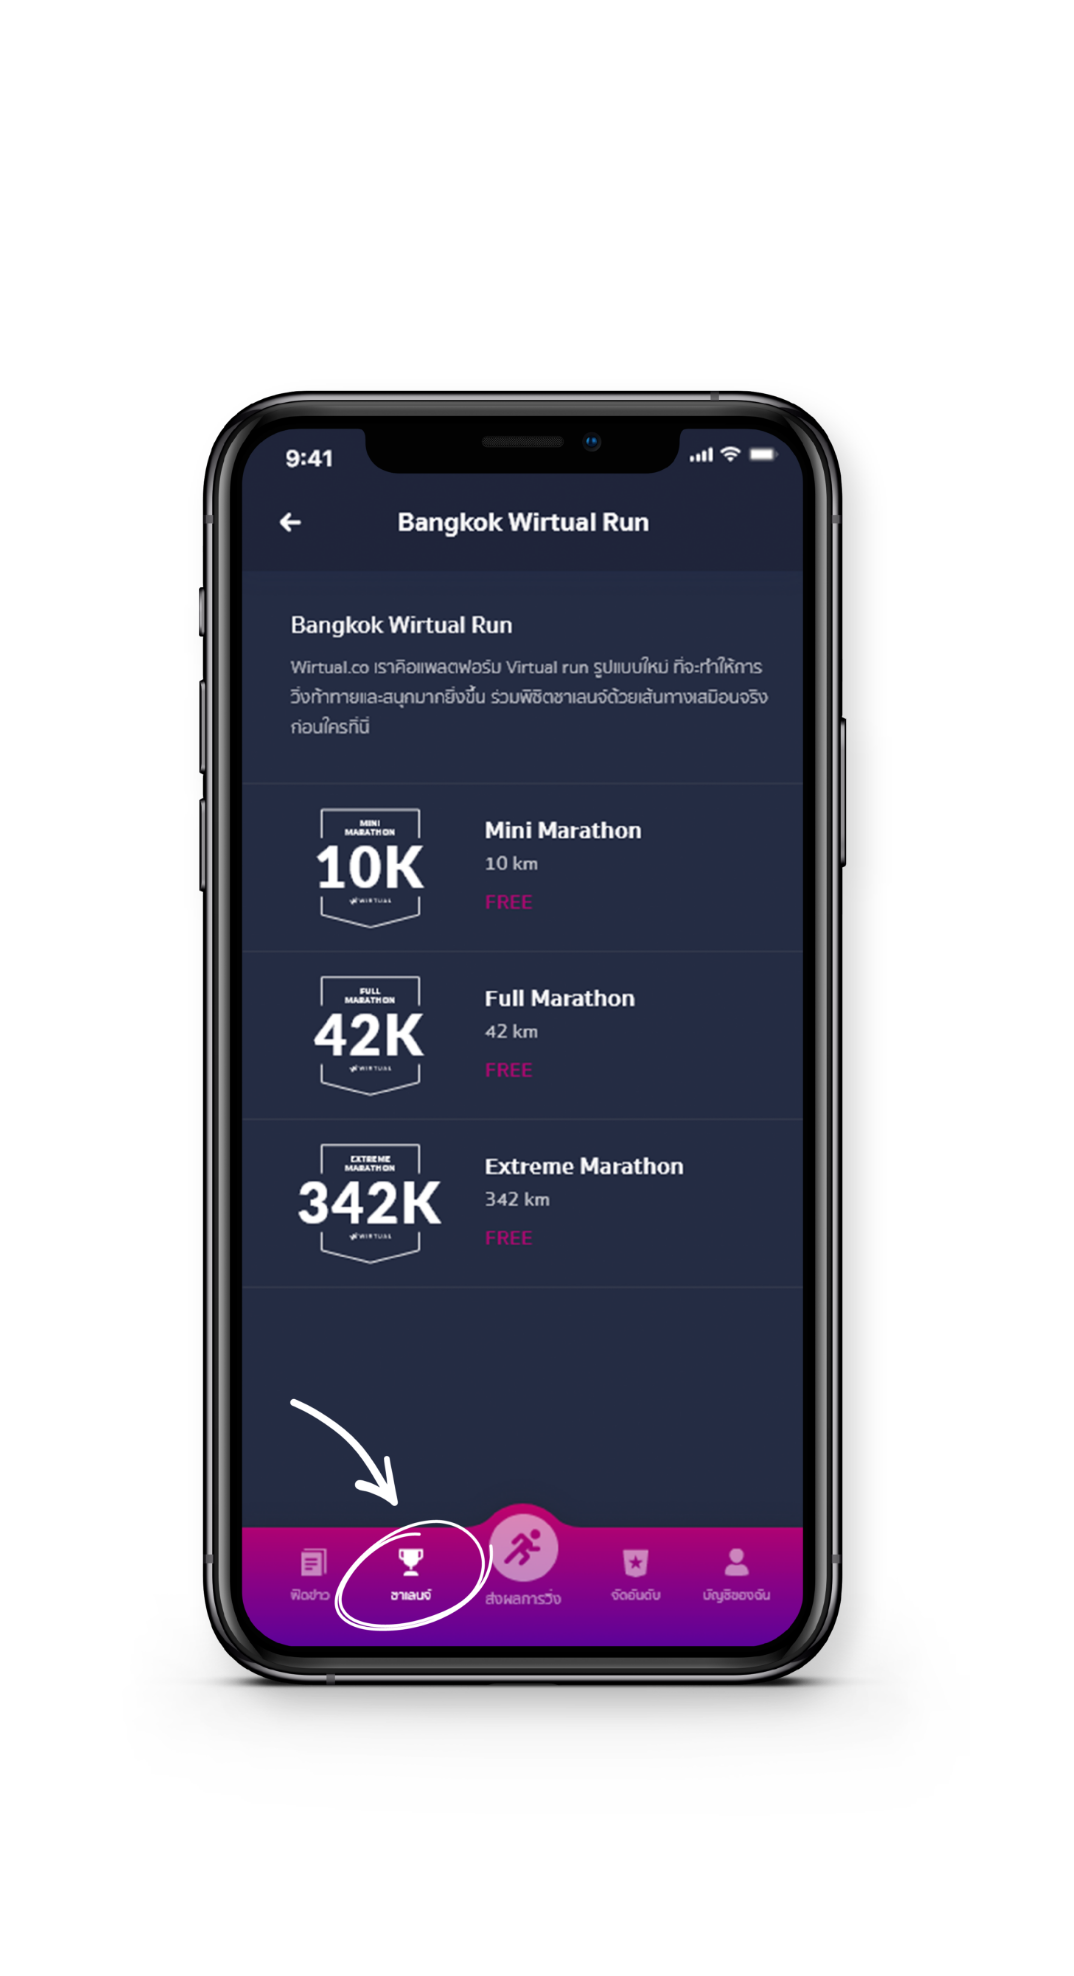 9:41
Bangkok Wirtual Run
Bangkok Wirtual Run
Wirtual.co เราคือแพลตฟอร์ม Virtual run รูปแบบใหม่ ที่จะทำให้การ
วิ่งท้าทายและสนุกมากยิ่งขึ้น ร่วมพิชิตชาเลนจ์ด้วยเส้นทางเสมือนจริง
ก่อนใครที่นี่
MINI
MARATHON
10K
WIRTUAL
Mini Marathon
10 km
FREE
FULL
MARATHON
42K
WIRTUAL
Full Marathon
42 km
FREE
EXTREME
MARATHON
342K
WIRTUAL
Extreme Marathon
342 km
FREE
ฟีดข่าว
ชาเลนจ์
ส่งผลการวิ่ง
จัดอันดับ
บัญชีของฉัน